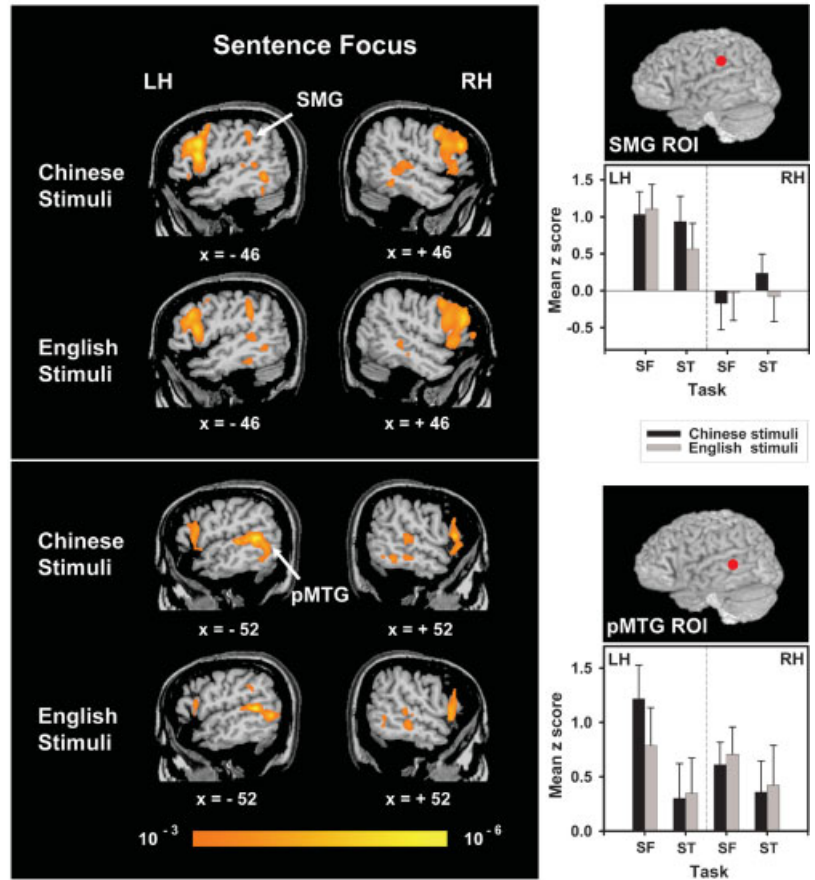 Sentence Focus
LH
RH
SMG
Chinese
Stimuli
x = - 46
x = + 46
English
Stimuli
x = - 46
x = + 46
Chinese
Stimuli
pMTG
x = - 52
x = + 52
English
Stimuli
x = - 52
x = + 52
10 -3
10 -6
SMG ROI
LH
RH
1.5
1.0
0.5
0.0
-0.5
Mean z score
SF
ST
SF
ST
Task
Chinese stimuli
English stimuli
pMTG ROI
LH
RH
1.5
1.0
0.5
0.0
Mean z score
SF
ST
SF
ST
Task